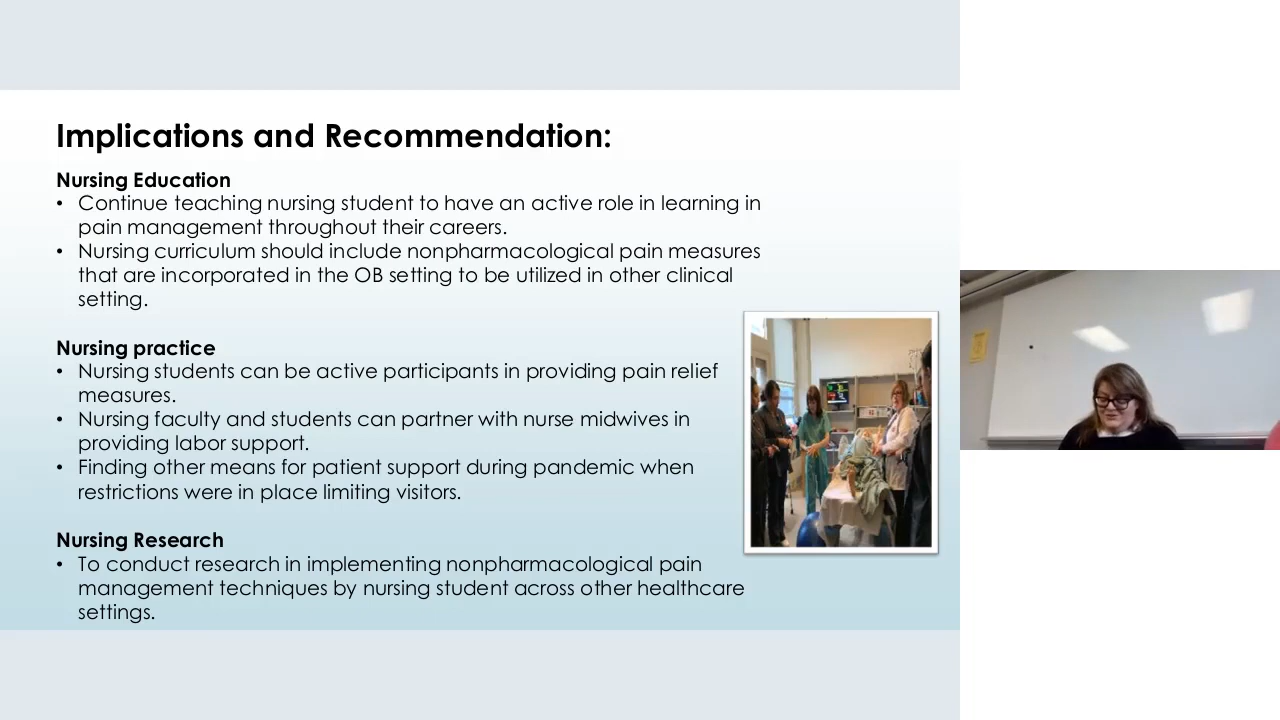 Implications and Recommendation:
Nursing Education
• Continue teaching nursing student to have an active role in learning in
pain management throughout their careers.
• Nursing curriculum should include nonpharmacological pain measures
that are incorporated in the OB setting to be utilized in other clinical
setting.
Nursing practice
• Nursing students can be active participants in providing pain relief
measures.
• Nursing faculty and students can partner with nurse midwives in
providing labor support.
• Finding other means for patient support during pandemic when
restrictions were in place limiting visitors.
Nursing Research
• To conduct research in implementing nonpharmacological pain
management techniques by nursing student across other healthcare
settings.